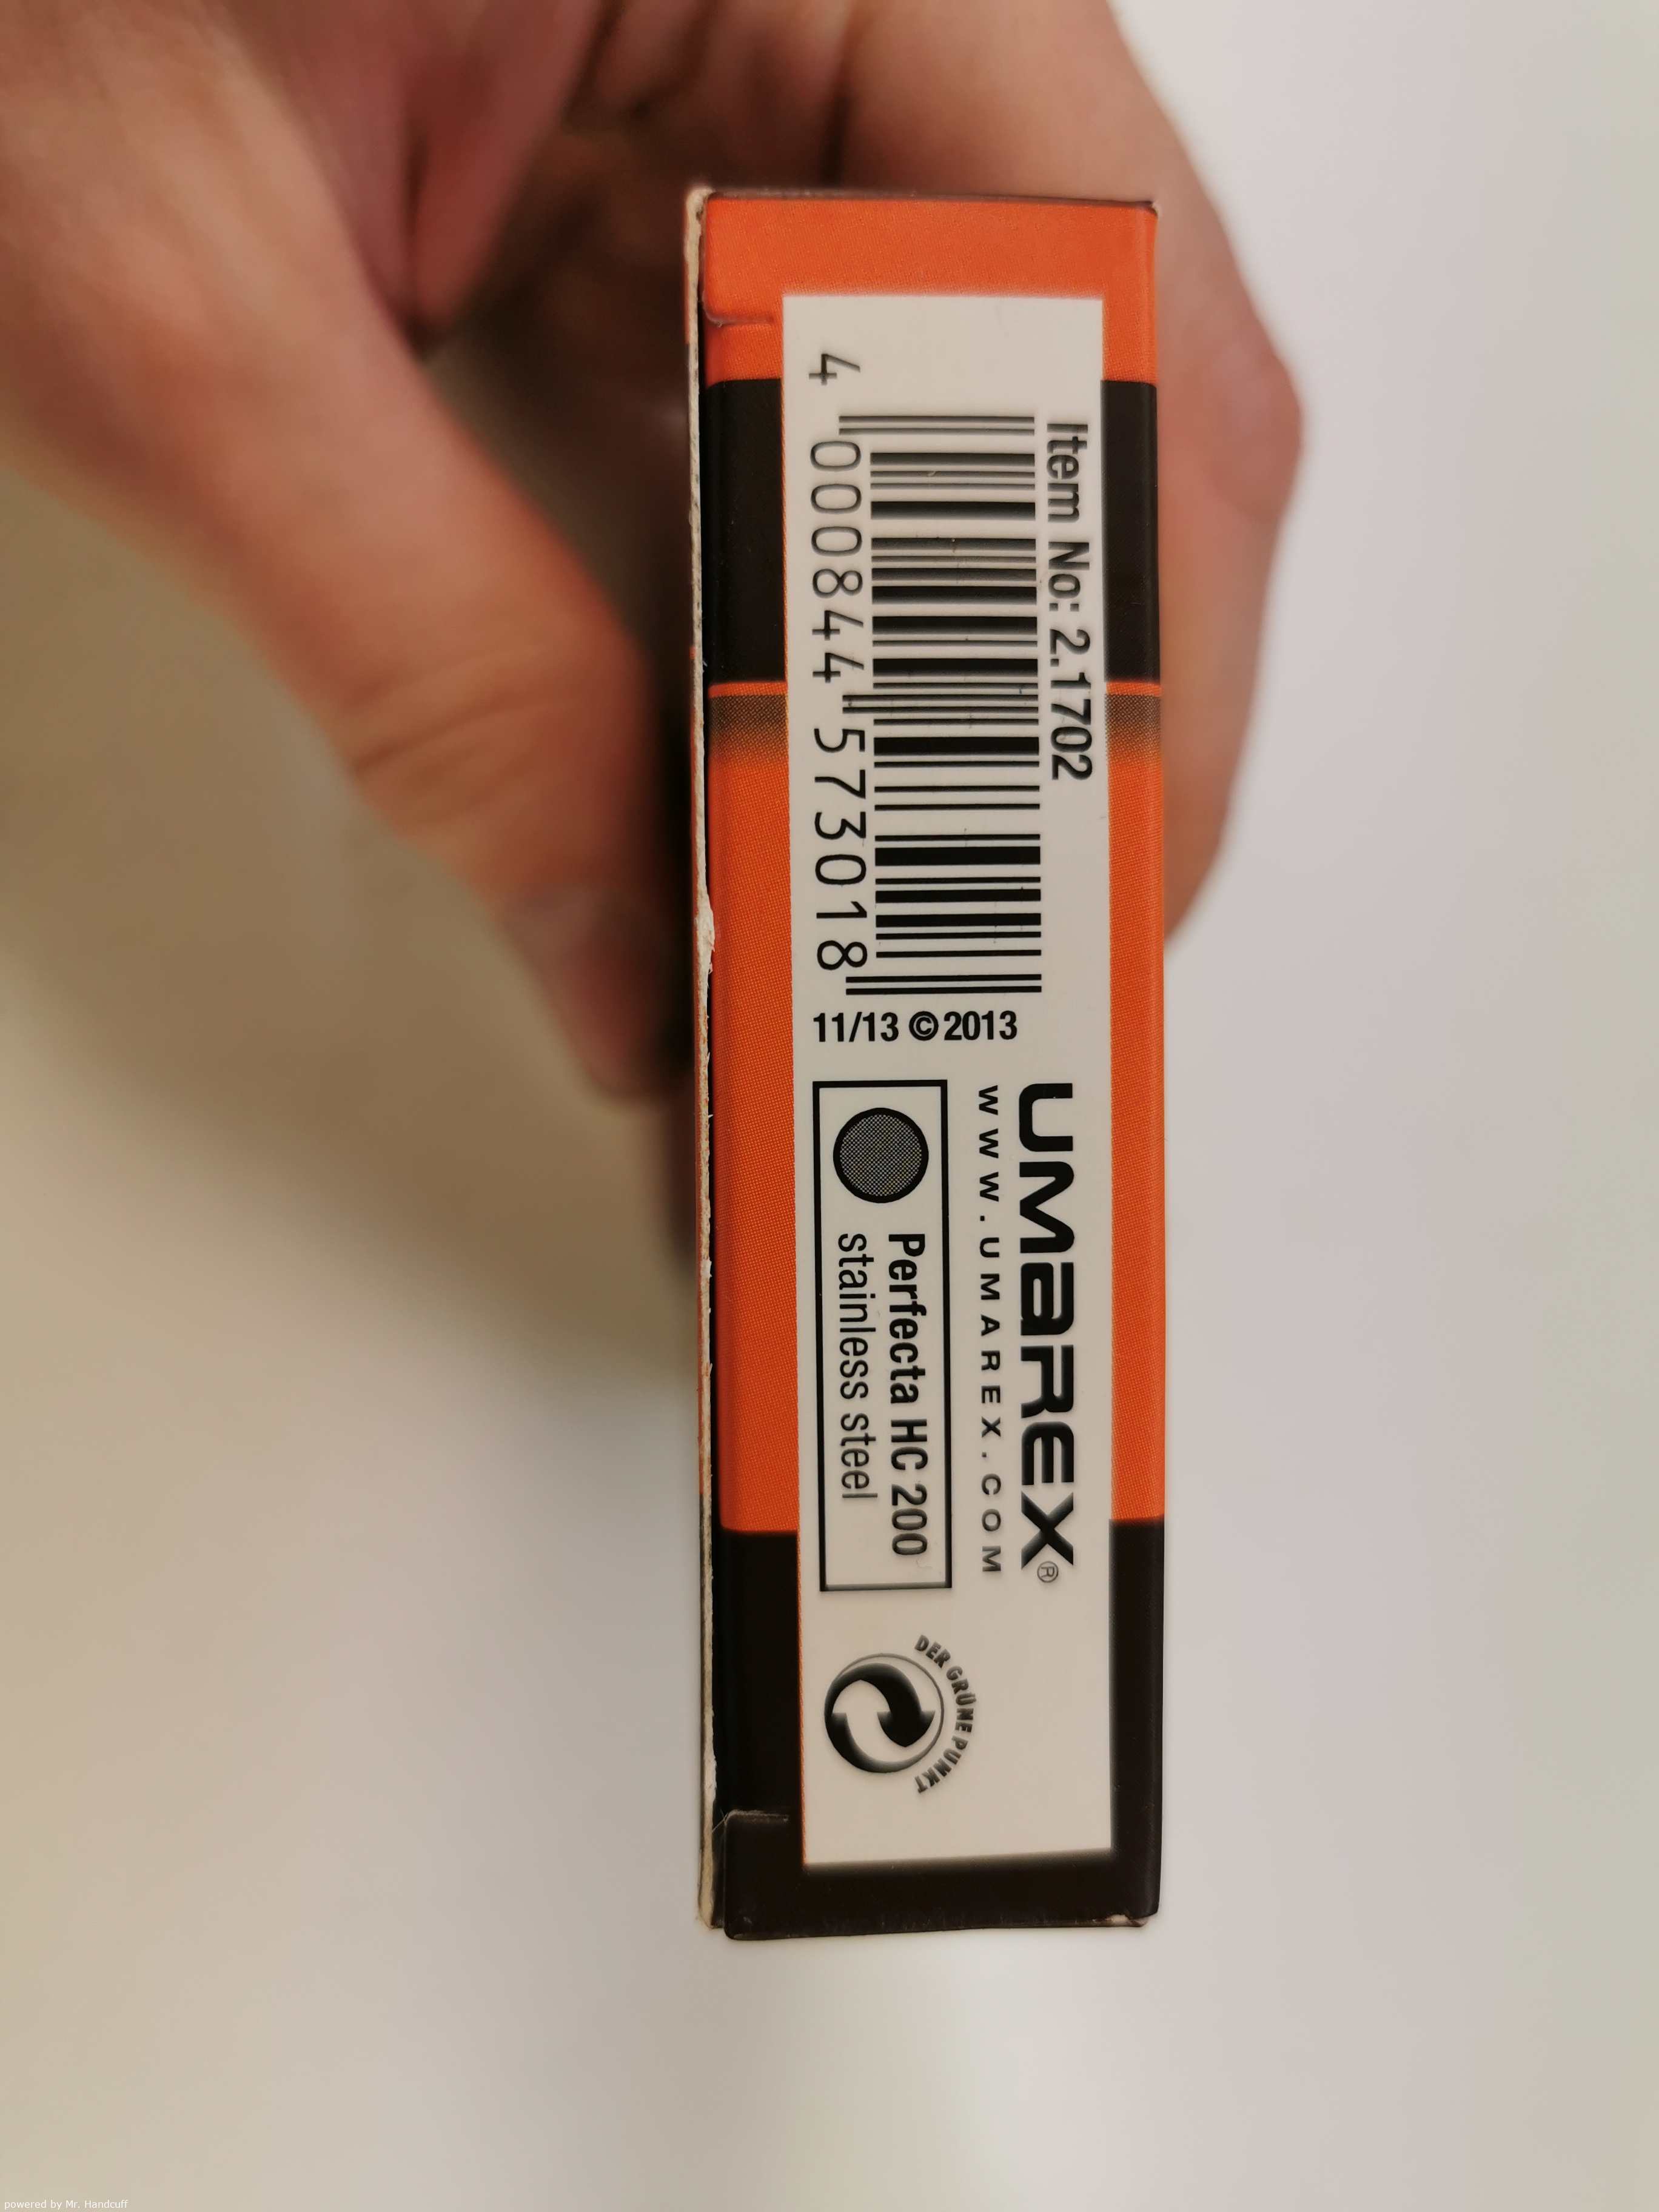 Item No: 2.1702
4 000844 573018
11/13 © 2013
UMAREX®
WWW.UMAREX.COM
Perfecta HC 200
stainless steel
DER GRÜNE PUNKT
powered by Mr. Handcuff